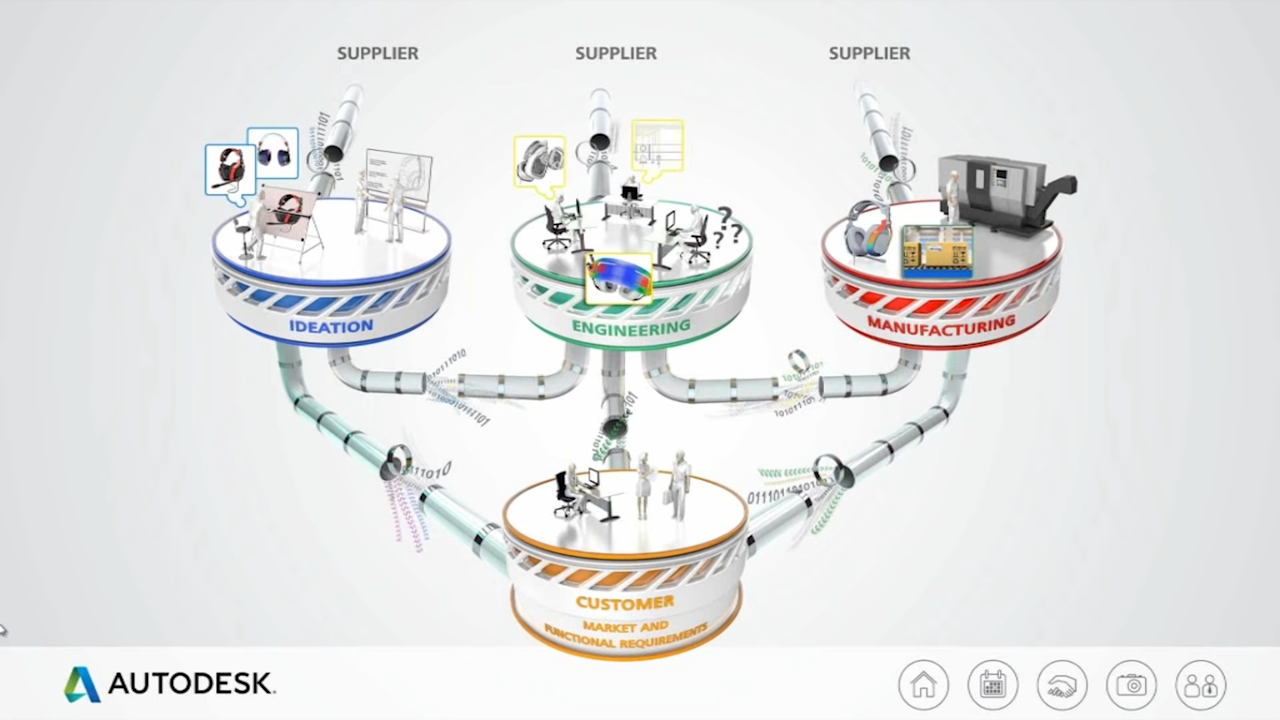 SUPPLIER
SUPPLIER
SUPPLIER
???
IDEATION
ENGINEERING
MANUFACTURING
CUSTOMER
MARKET AND
FUNCTIONAL REQUIREMENTS
AUTODESK.